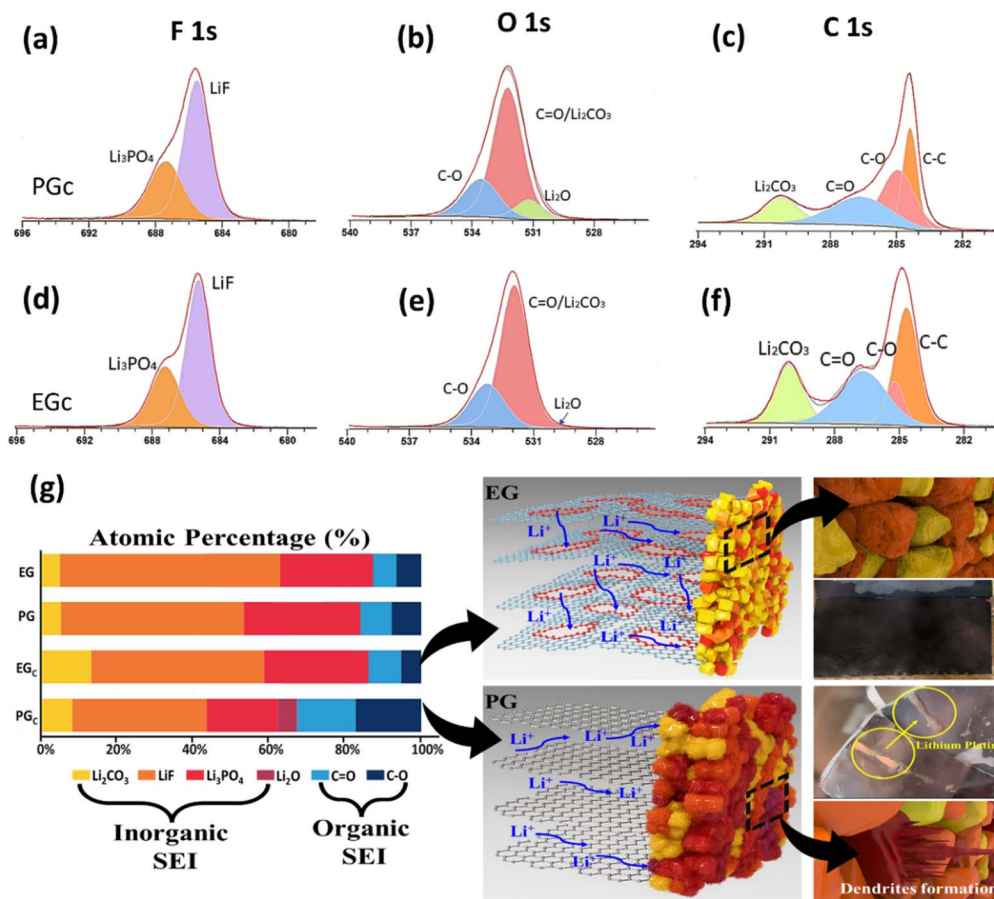 (a) F 1s
LiF
Li₃PO₄
PGc
696 692 688 684 680
(b) O 1s
C=O/Li₂CO₃
C-O
Li₂O
540 537 534 531 528
(c) C 1s
C-O
C-C
Li₂CO₃
C=O
294 291 288 285 282
(d)
LiF
Li₃PO₄
EGc
696 692 688 684 680
(e)
C=O/Li₂CO₃
C-O
Li₂O
540 537 534 531 528
(f)
Li₂CO₃
C=O
C-O
C-C
294 291 288 285 282
(g)
Atomic Percentage (%)
EG
PG
EGC
PGC
0% 20% 40% 60% 80% 100%
Li₂CO₃ LiF Li₃PO₄ Li₂O C=O C-O
Inorganic
SEI
Organic
SEI
EG
Li⁺ Li⁺
Li⁺
Li⁺ Li⁺ Li⁺
Li⁺
Li⁺
PG
Li⁺ Li⁺ Li⁺
Li⁺ Li⁺
Li⁺
Li⁺
Lithium Platin
Dendrites formation